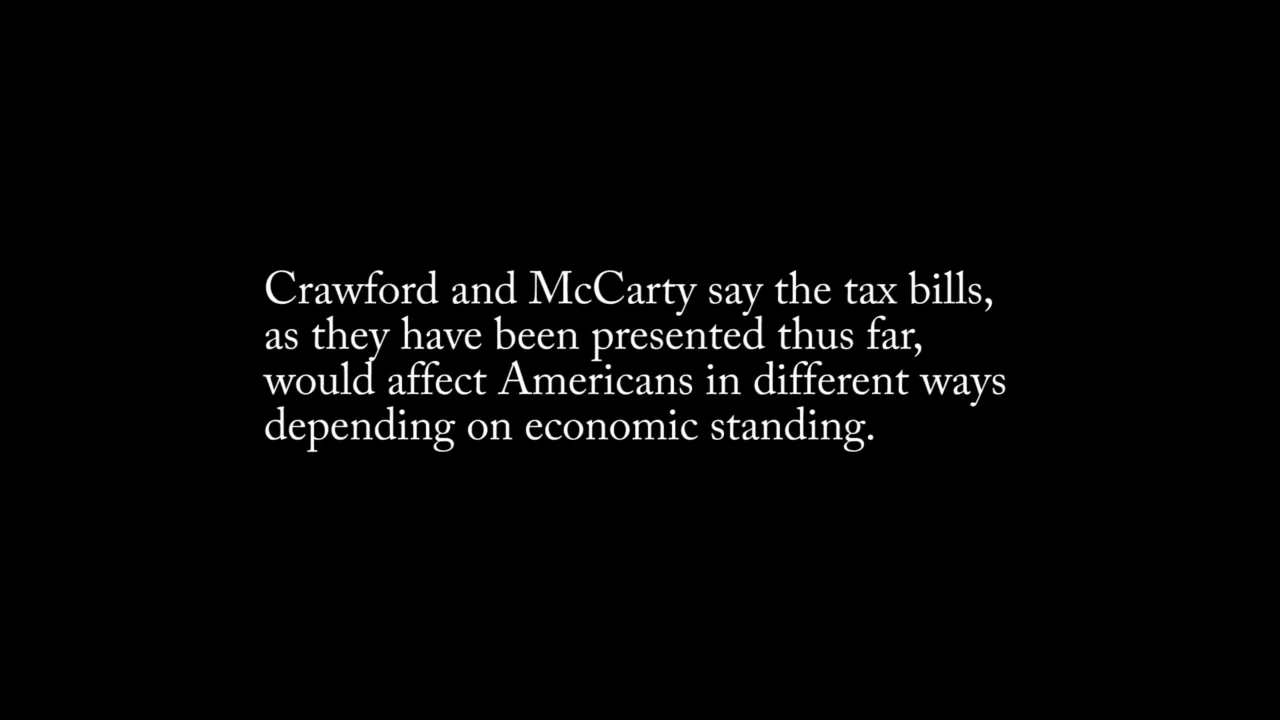 Crawford and McCarty say the tax bills,
as they have been presented thus far,
would affect Americans in different ways
depending on economic standing.